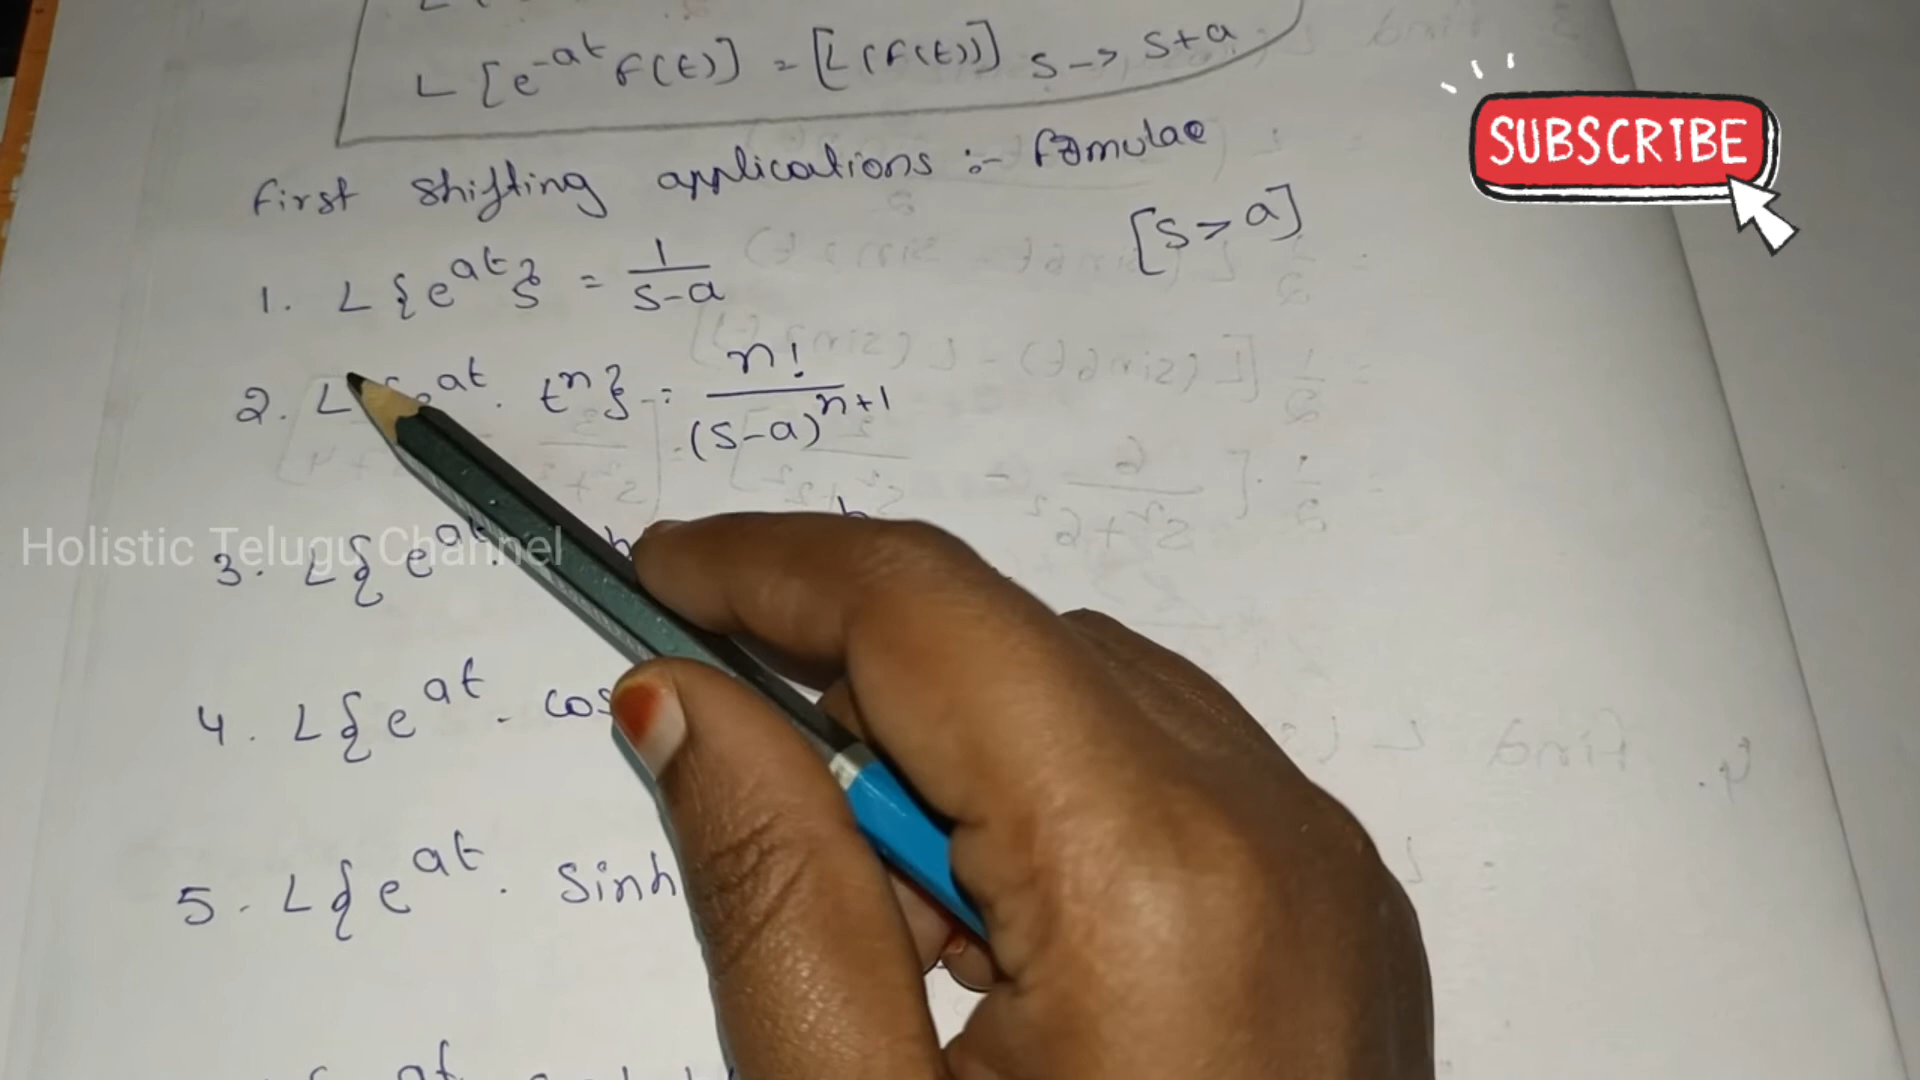 L[e^-at f(t)] = [L(f(t))] s -> s+a
SUBSCRIBE
First shifting applications :- Formulae
[s > a]
1. L{e^at} = 1/(s-a)
2. L e^at . t^n} = n!/(s-a)^n+1
Holistic Telugu Channel
3. L{e^at . b
4. L{e^at . cos
5. L{e^at . sinh
at